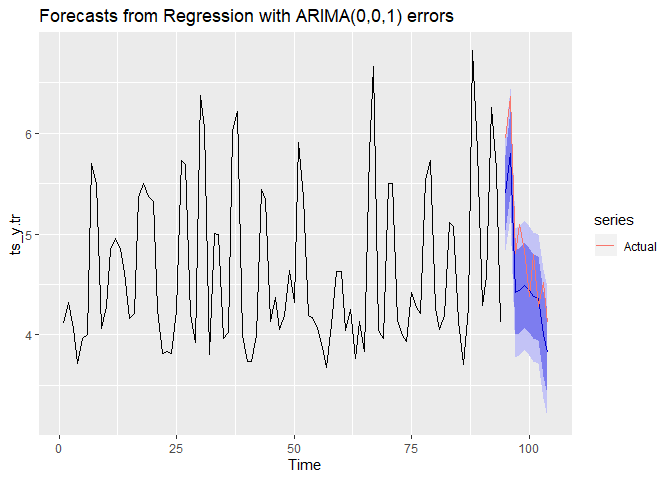 Forecasts from Regression with ARIMA(0,0,1) errors
ts_y.tr
6
5
4
0
25
50
75
100
Time
series
Actual